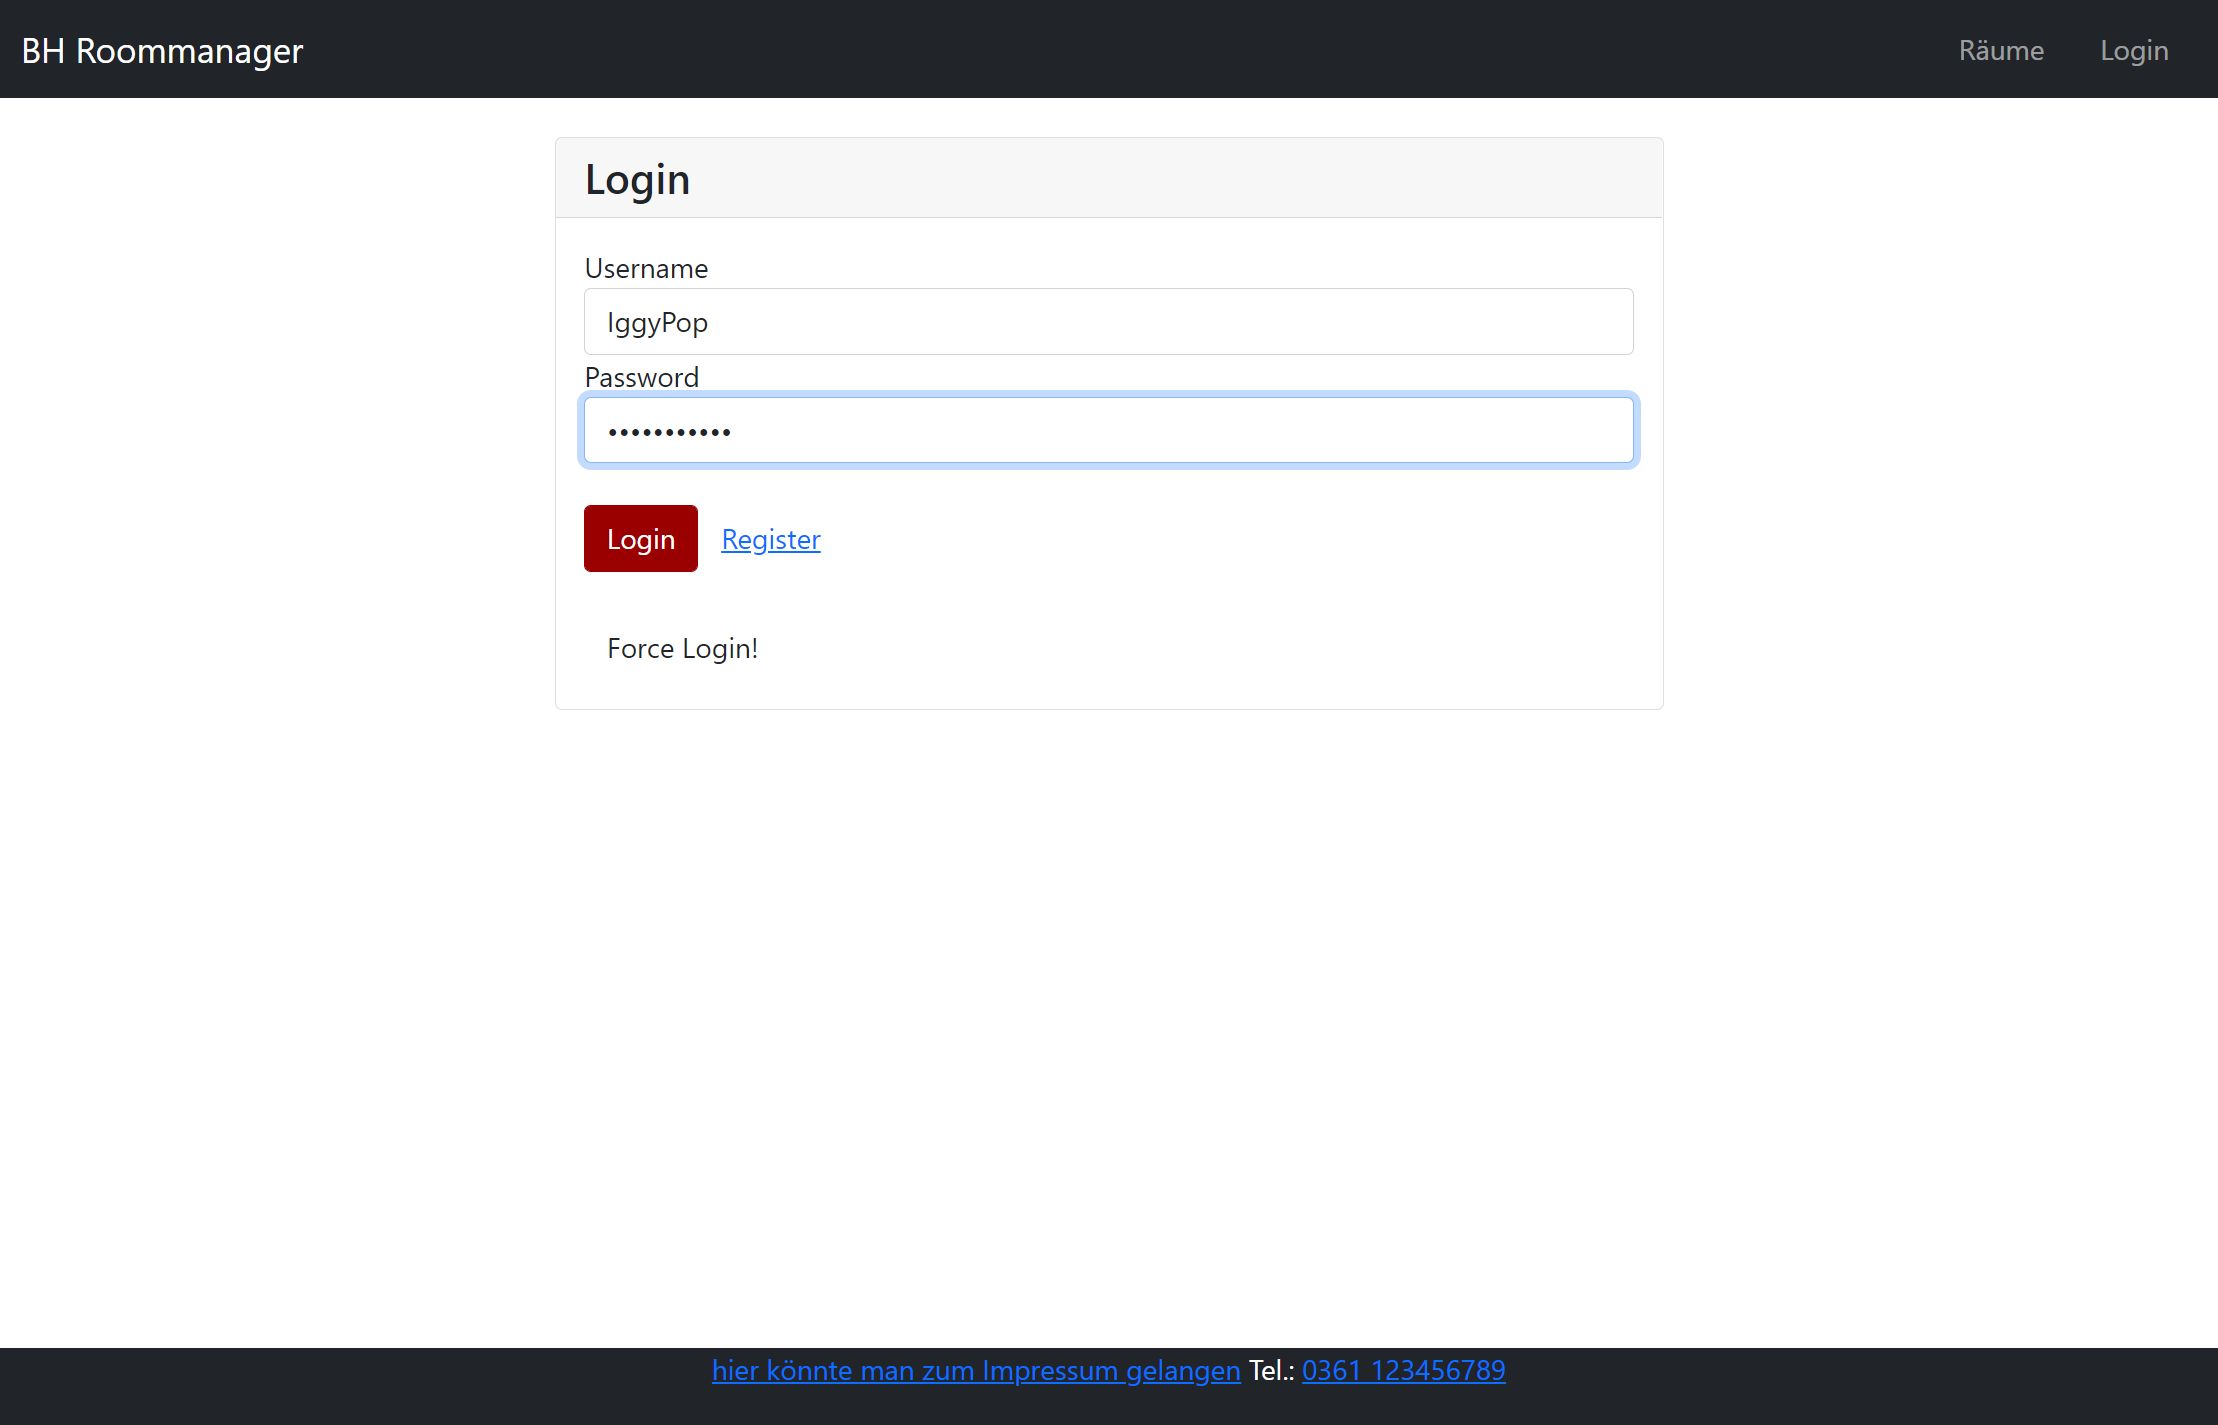 BH Roommanager Räume Login
Login
Username
IggyPop
Password
•••••••••••
Login Register
Force Login!
hier könnte man zum Impressum gelangen Tel.: 0361 123456789